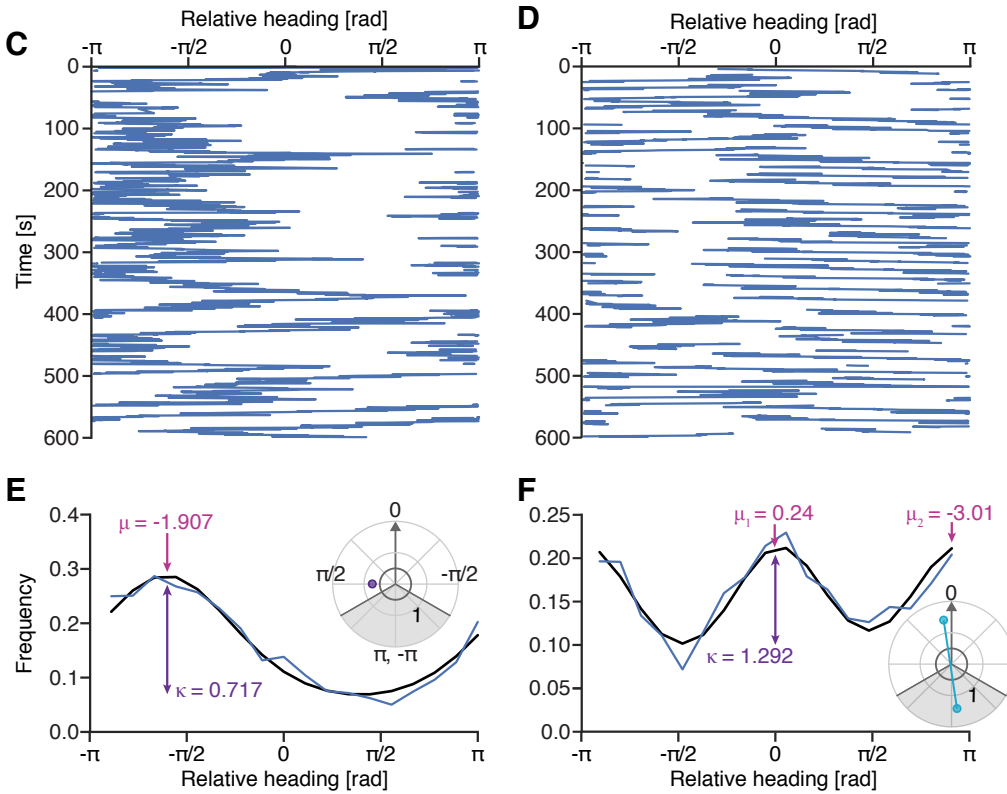 C
Relative heading [rad]
-π -π/2 0 π/2 π
Time [s]
0
100
200
300
400
500
600
D
Relative heading [rad]
-π -π/2 0 π/2 π
0
100
200
300
400
500
600
E
Frequency
0.4
0.3
0.2
0.1
0.0
μ = -1.907
κ = 0.717
0
π/2 -π/2
1
π, -π
-π -π/2 0 π/2 π
Relative heading [rad]
F
0.25
0.20
0.15
0.10
0.05
0.0
μ1 = 0.24
μ2 = -3.01
κ = 1.292
0
1
-π -π/2 0 π/2 π
Relative heading [rad]